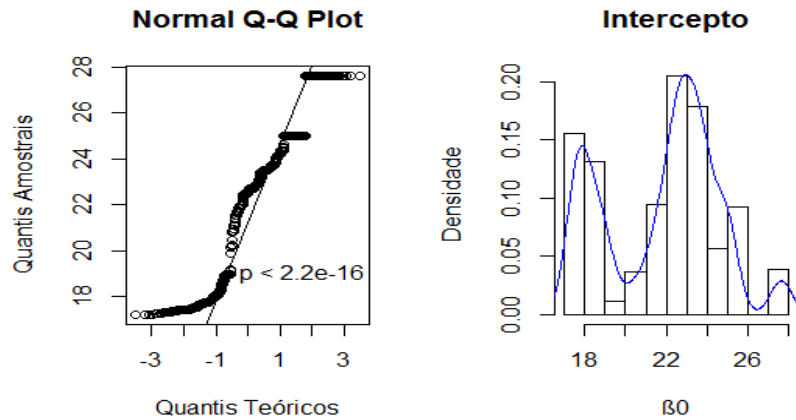 Normal Q-Q Plot
Quantis Amostrais
28
26
24
22
20
18
p < 2.2e-16
-3
-1
1
3
Quantis Teóricos
Intercepto
Densidade
0.20
0.15
0.10
0.05
0.00
18
22
26
ß0